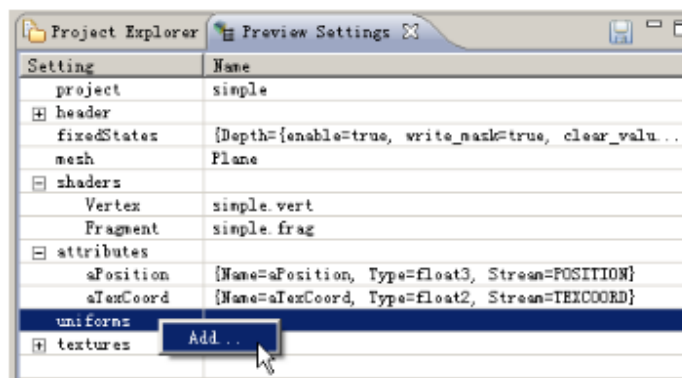 Project Explorer Preview Settings
Setting Name
project simple
header
fixedStates {Depth={enable=true, write_mask=true, clear_valu...
mesh Plane
shaders
Vertex simple.vert
Fragment simple.frag
attributes
aPosition {Name=aPosition, Type=float3, Stream=POSITION}
aTexCoord {Name=aTexCoord, Type=float2, Stream=TEXCOORD}
uniforms
Add...
textures